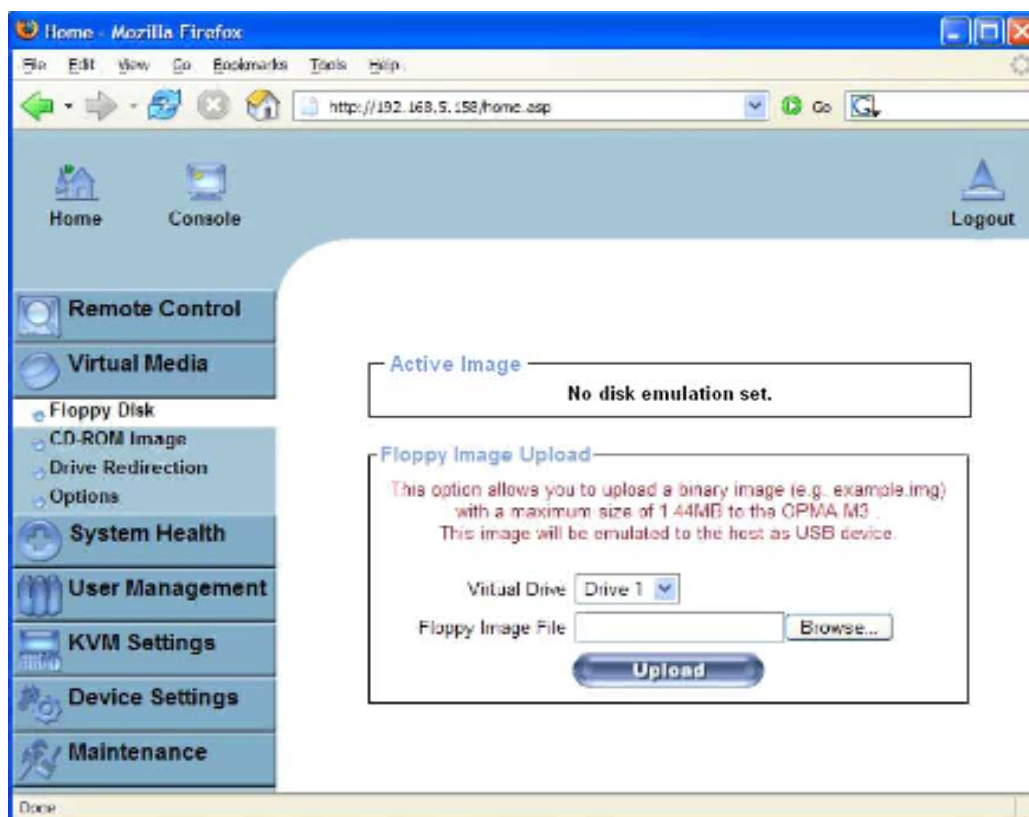 Home - Mozilla Firefox
File Edit View Go Bookmarks Tools Help
http://192.168.5.158/home.asp Go G
Home Console Logout
Remote Control
Virtual Media
Floppy Disk
CD-ROM Image
Drive Redirection
Options
System Health
User Management
KVM Settings
Device Settings
Maintenance
Active Image
No disk emulation set.
Floppy Image Upload
This option allows you to upload a binary image (e.g. example.img)
with a maximum size of 1.44MB to the OPMA M3 .
This image will be emulated to the host as USB device.
Virtual Drive Drive 1
Floppy Image File Browse...
Upload
Done